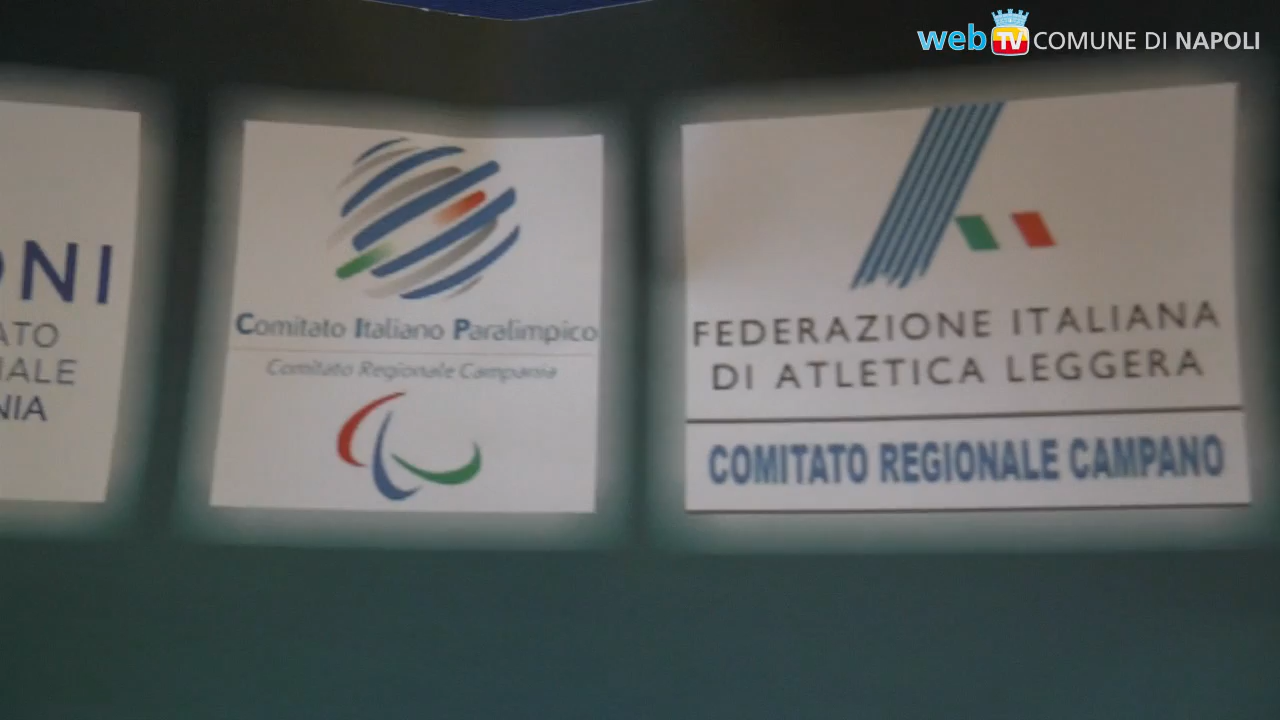 web TV COMUNE DI NAPOLI
ONI
ATO
IALE
NIA
Comitato Italiano Paralimpico
Comitato Regionale Campania
FEDERAZIONE ITALIANA
DI ATLETICA LEGGERA
COMITATO REGIONALE CAMPANO